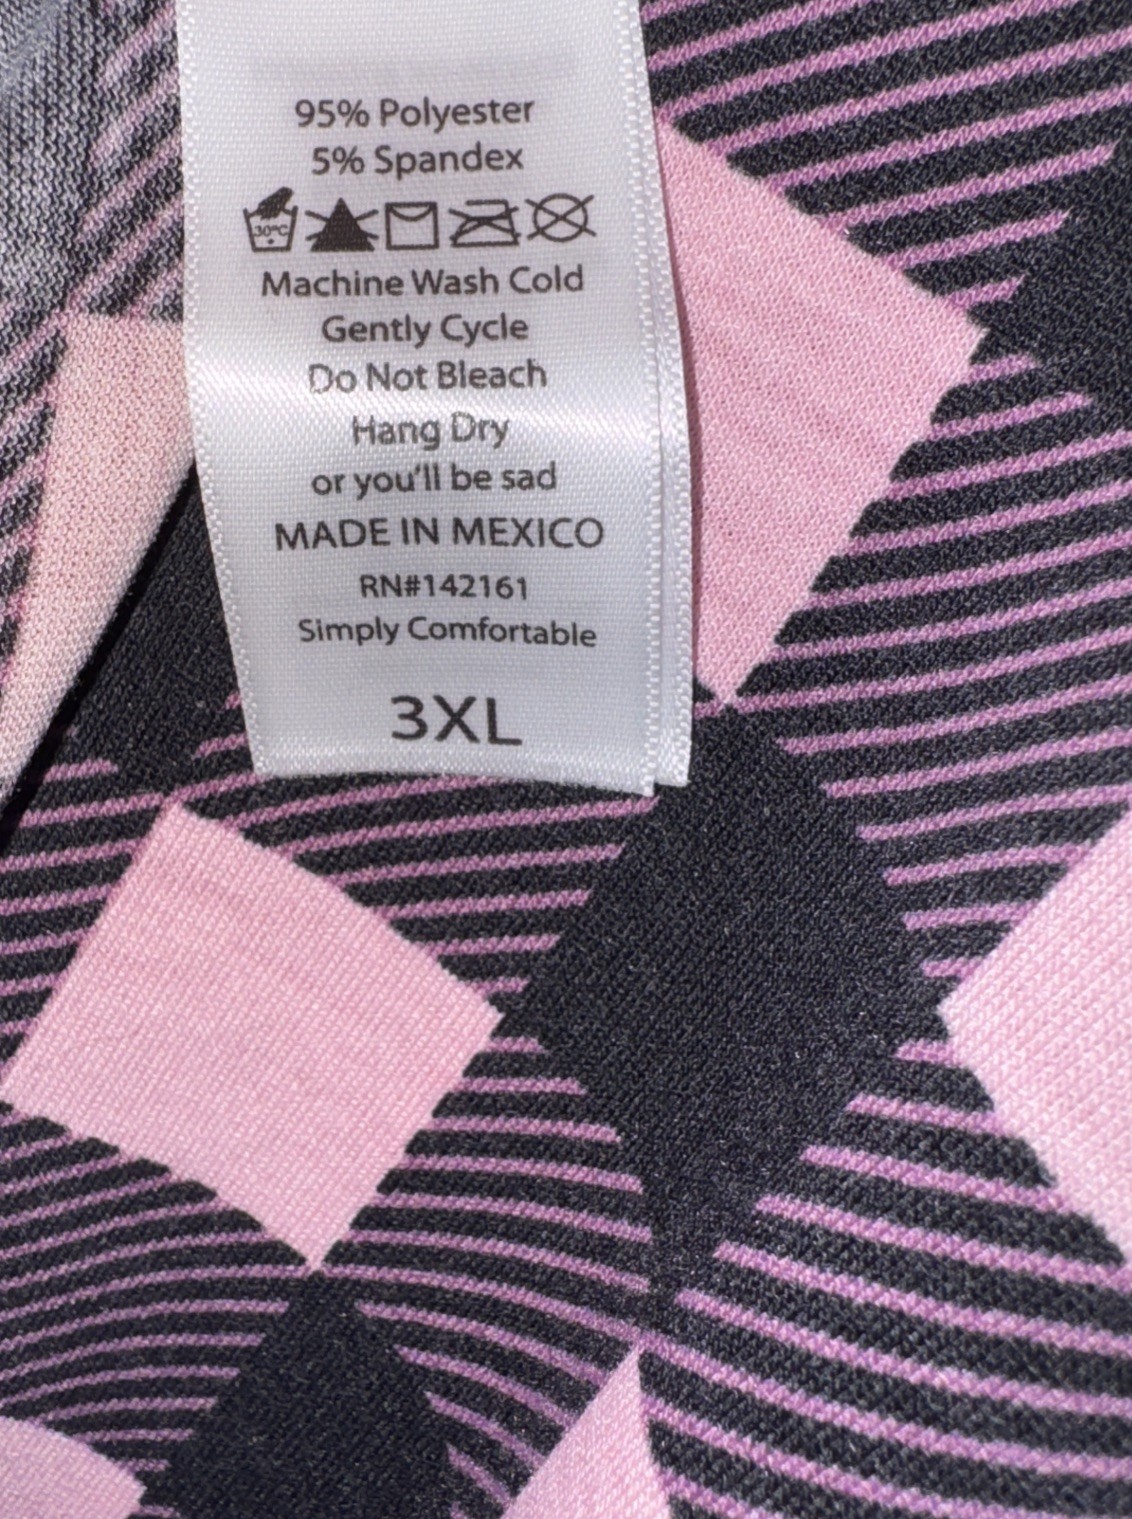 95% Polyester
5% Spandex
30°C
Machine Wash Cold
Gently Cycle
Do Not Bleach
Hang Dry
or you'll be sad
MADE IN MEXICO
RN#142161
Simply Comfortable
3XL